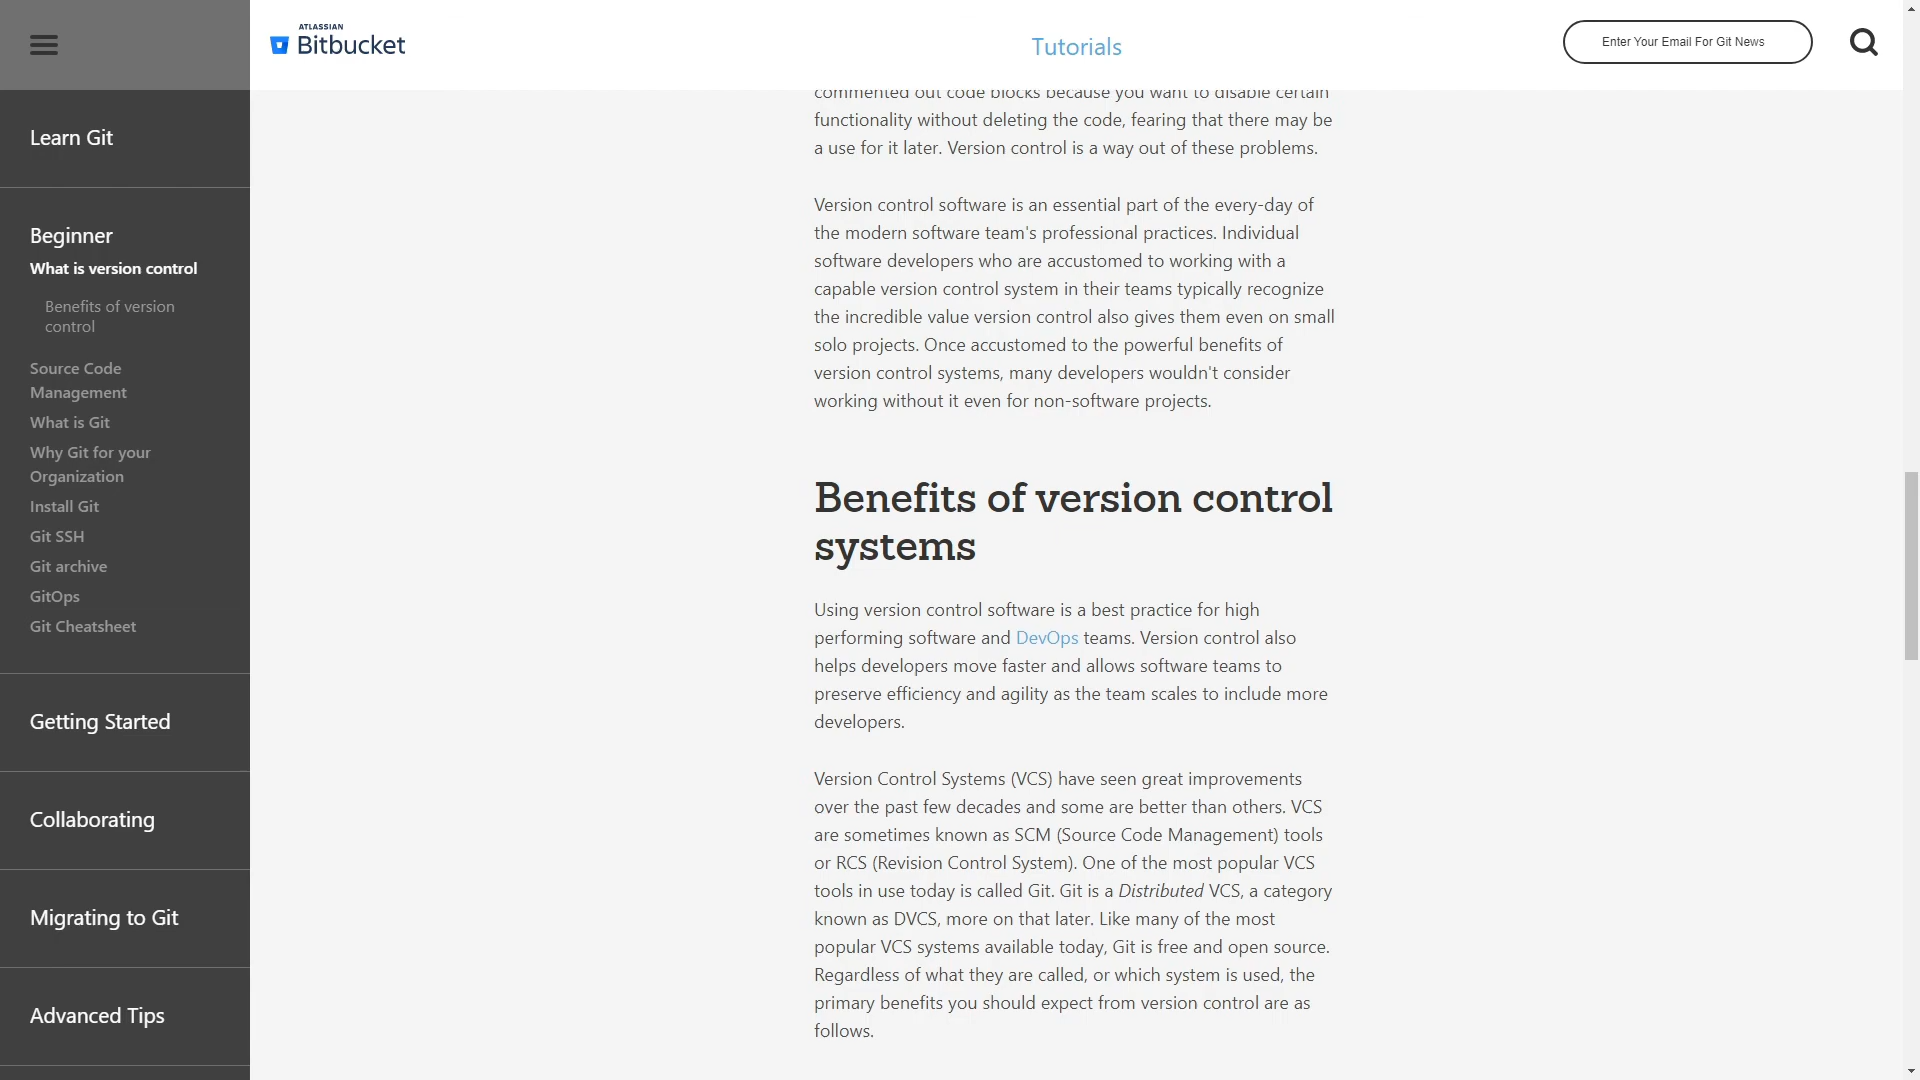 ATLASSIAN
Bitbucket
Tutorials
Enter Your Email For Git News
Learn Git
Beginner
What is version control
Benefits of version
control
Source Code
Management
What is Git
Why Git for your
Organization
Install Git
Git SSH
Git archive
GitOps
Git Cheatsheet
Getting Started
Collaborating
Migrating to Git
Advanced Tips
commented out code blocks because you want to disable certain
functionality without deleting the code, fearing that there may be
a use for it later. Version control is a way out of these problems.
Version control software is an essential part of the every-day of
the modern software team's professional practices. Individual
software developers who are accustomed to working with a
capable version control system in their teams typically recognize
the incredible value version control also gives them even on small
solo projects. Once accustomed to the powerful benefits of
version control systems, many developers wouldn't consider
working without it even for non-software projects.
Benefits of version control
systems
Using version control software is a best practice for high
performing software and DevOps teams. Version control also
helps developers move faster and allows software teams to
preserve efficiency and agility as the team scales to include more
developers.
Version Control Systems (VCS) have seen great improvements
over the past few decades and some are better than others. VCS
are sometimes known as SCM (Source Code Management) tools
or RCS (Revision Control System). One of the most popular VCS
tools in use today is called Git. Git is a Distributed VCS, a category
known as DVCS, more on that later. Like many of the most
popular VCS systems available today, Git is free and open source.
Regardless of what they are called, or which system is used, the
primary benefits you should expect from version control are as
follows.